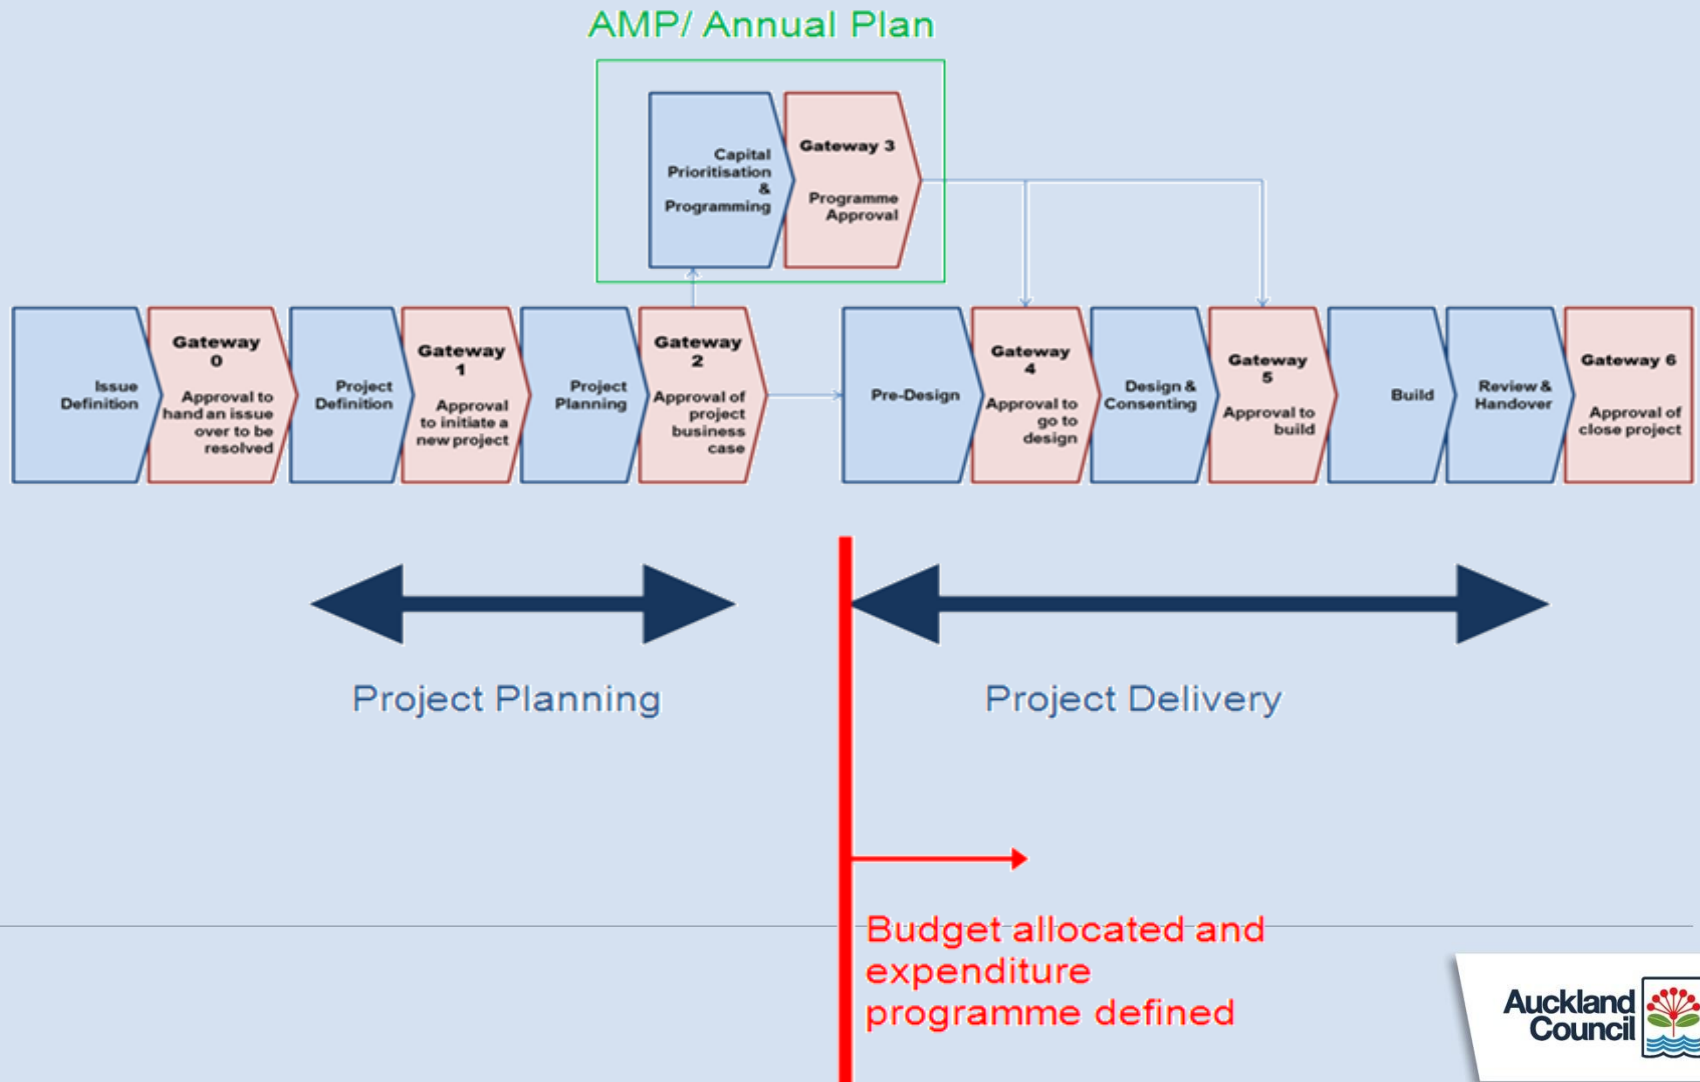 AMP/ Annual Plan
Capital
Prioritisation
&
Programming
Gateway 3
Programme
Approval
Issue
Definition
Gateway
0
Approval to
hand an issue
over to be
resolved
Project
Definition
Gateway
1
Approval
to initiate a
new project
Project
Planning
Gateway
2
Approval of
project
business
case
Pre-Design
Gateway
4
Approval to
go to
design
Design &
Consenting
Gateway
5
Approval to
build
Build
Review &
Handover
Gateway 6
Approval of
close project
Project Planning
Project Delivery
Budget allocated and
expenditure
programme defined
Auckland
Council